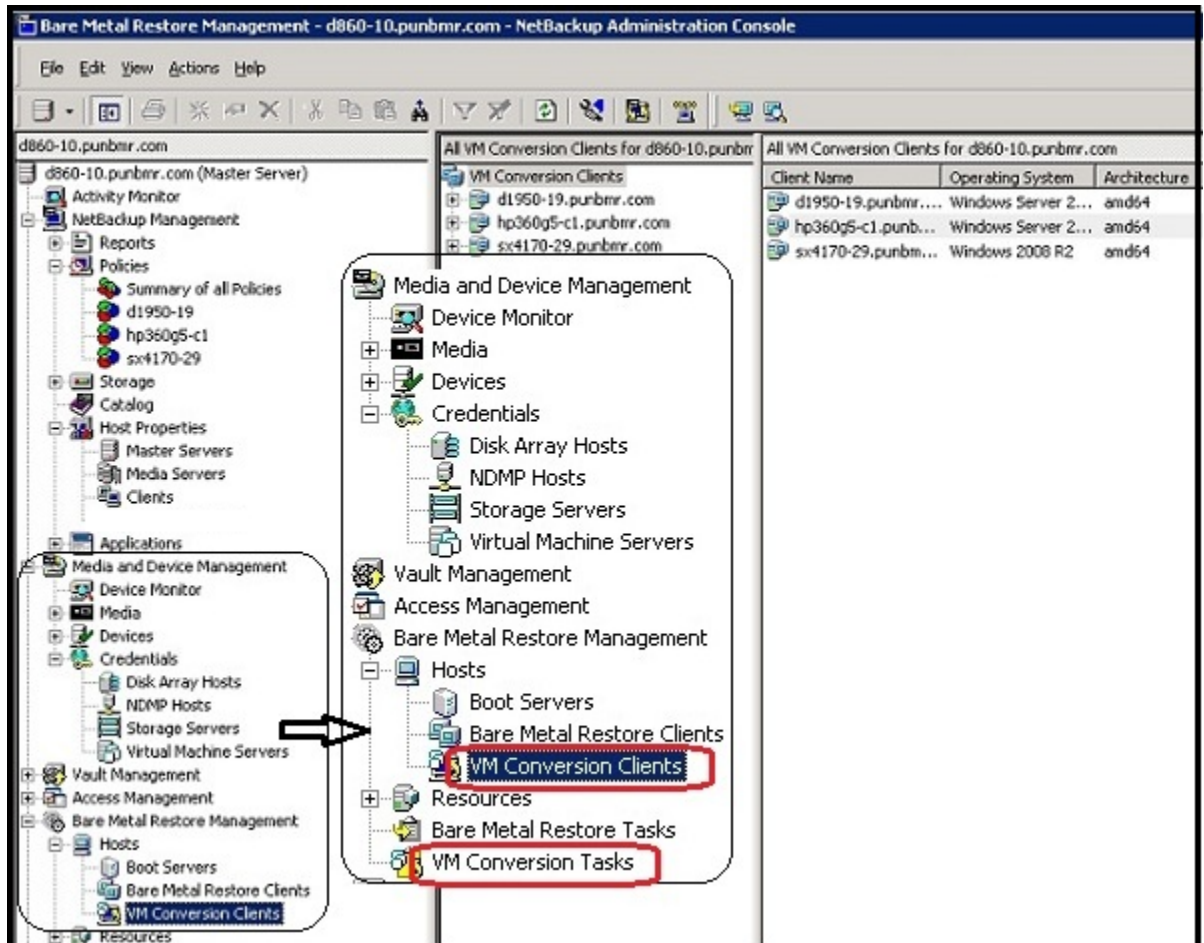 Bare Metal Restore Management - d860-10.punbmr.com - NetBackup Administration Console
File Edit View Actions Help
d860-10.punbmr.com
d860-10.punbmr.com (Master Server)
Activity Monitor
NetBackup Management
Reports
Policies
Summary of all Policies
d1950-19
hp360g5-c1
sx4170-29
Storage
Catalog
Host Properties
Master Servers
Media Servers
Clients
Applications
Media and Device Management
Device Monitor
Media
Devices
Credentials
Disk Array Hosts
NDMP Hosts
Storage Servers
Virtual Machine Servers
Vault Management
Access Management
Bare Metal Restore Management
Hosts
Boot Servers
Bare Metal Restore Clients
VM Conversion Clients
Resources
All VM Conversion Clients for d860-10.punbmr
VM Conversion Clients
d1950-19.punbmr.com
hp360g5-c1.punbmr.com
sx4170-29.punbmr.com
Media and Device Management
Device Monitor
Media
Devices
Credentials
Disk Array Hosts
NDMP Hosts
Storage Servers
Virtual Machine Servers
Vault Management
Access Management
Bare Metal Restore Management
Hosts
Boot Servers
Bare Metal Restore Clients
VM Conversion Clients
Resources
Bare Metal Restore Tasks
VM Conversion Tasks
All VM Conversion Clients for d860-10.punbmr.com
Client Name Operating System Architecture
d1950-19.punbmr.... Windows Server 2... amd64
hp360g5-c1.punb... Windows Server 2... amd64
sx4170-29.punbm... Windows 2008 R2 amd64